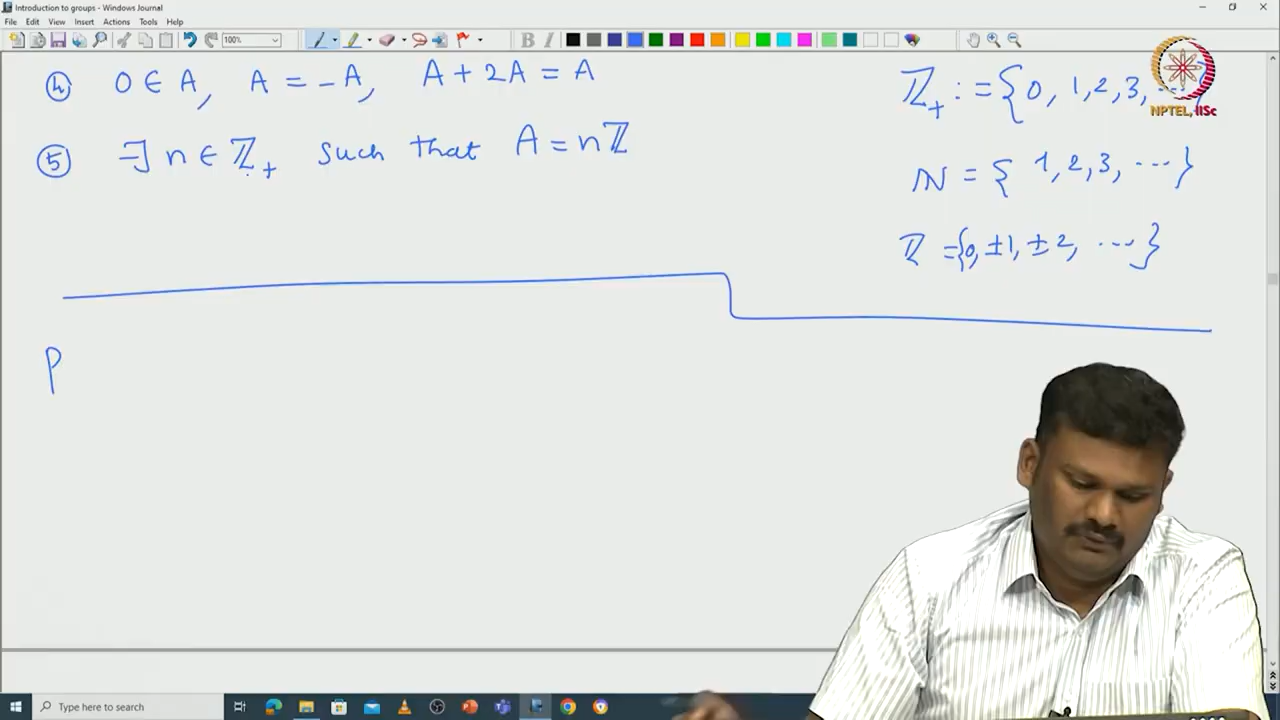 Introduction to groups - Windows Journal
File Edit View Insert Actions Tools Help
100%
B I
④ 0 ∈ A, A = -A, A + 2A = A
⑤ ∃ n ∈ ℤ₊ such that A = nℤ
ℤ₊ := {0, 1, 2, 3, ⋯}
NPTEL, IISc
ℕ = { 1, 2, 3, ⋯ }
ℤ = {0, ±1, ±2, ⋯ }
P
Type here to search